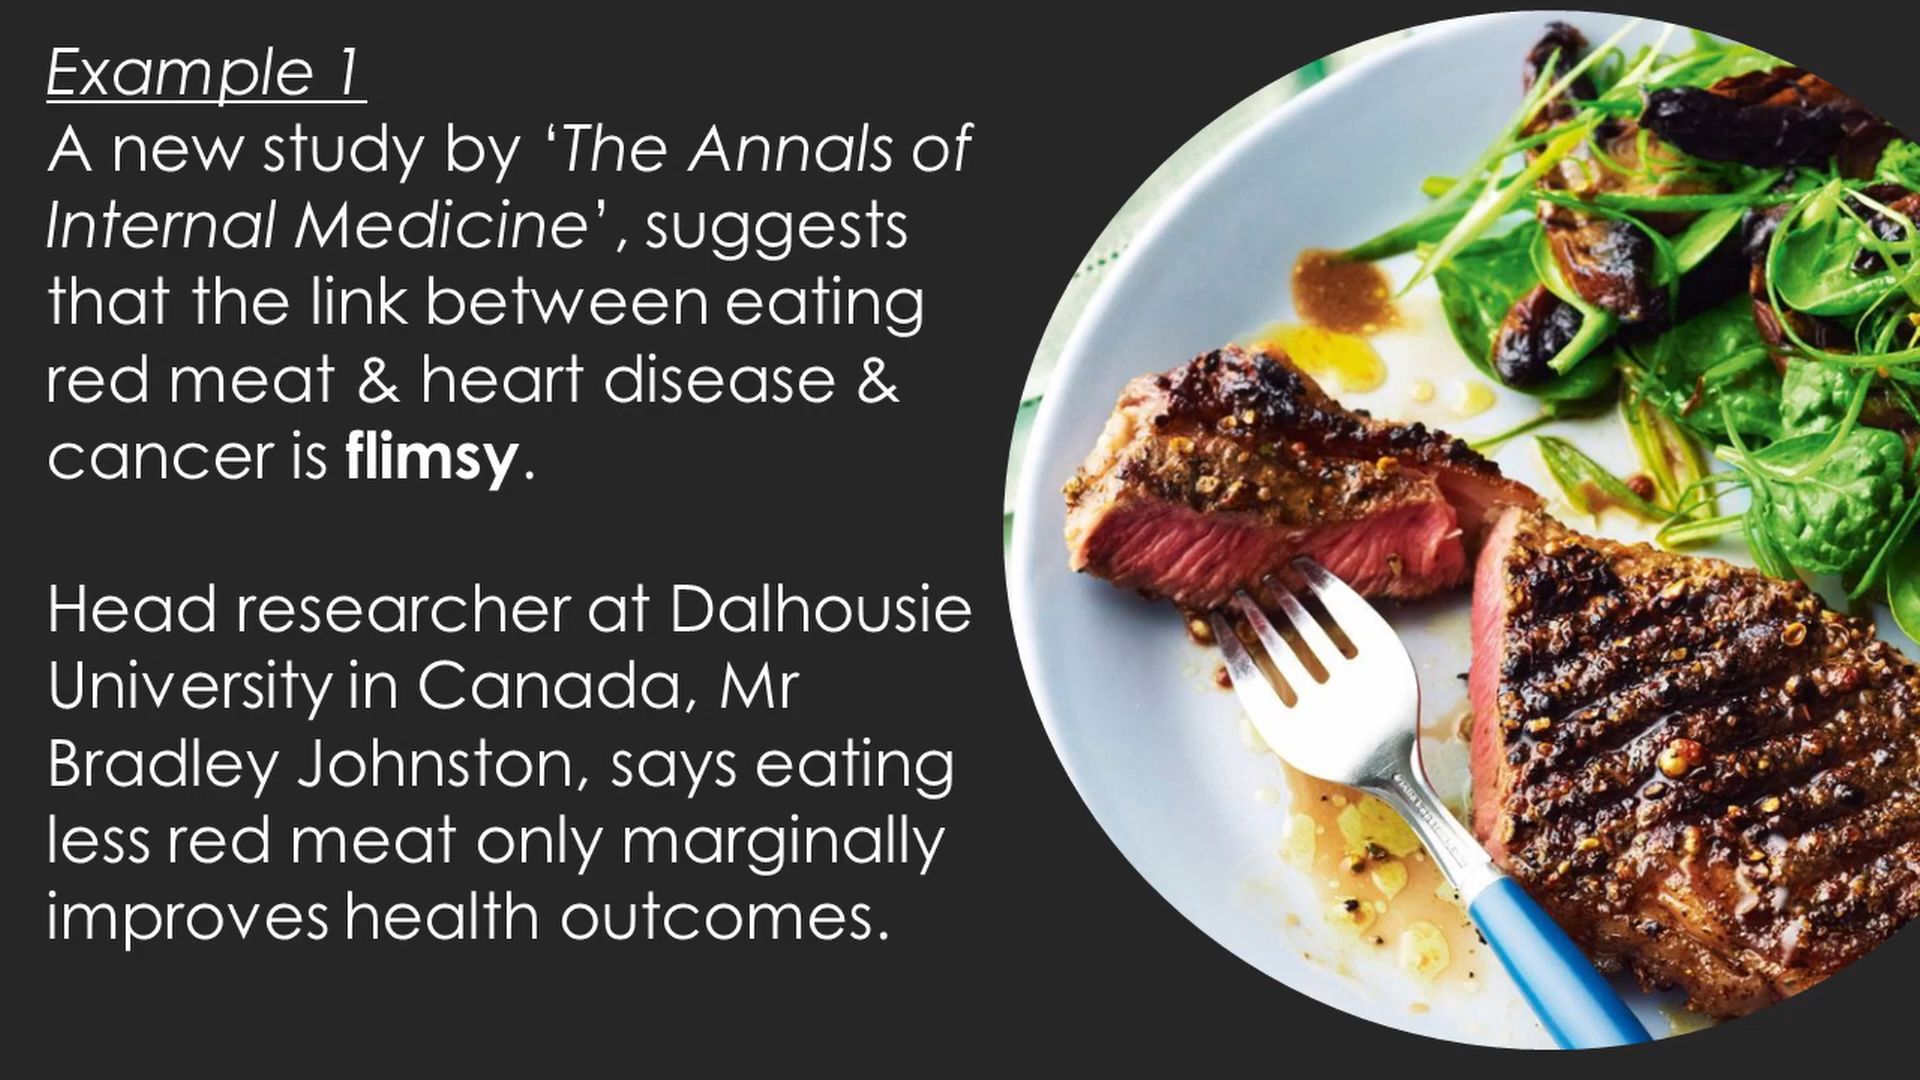 Example 1
A new study by ‘The Annals of
Internal Medicine’, suggests
that the link between eating
red meat & heart disease &
cancer is flimsy.
Head researcher at Dalhousie
University in Canada, Mr
Bradley Johnston, says eating
less red meat only marginally
improves health outcomes.